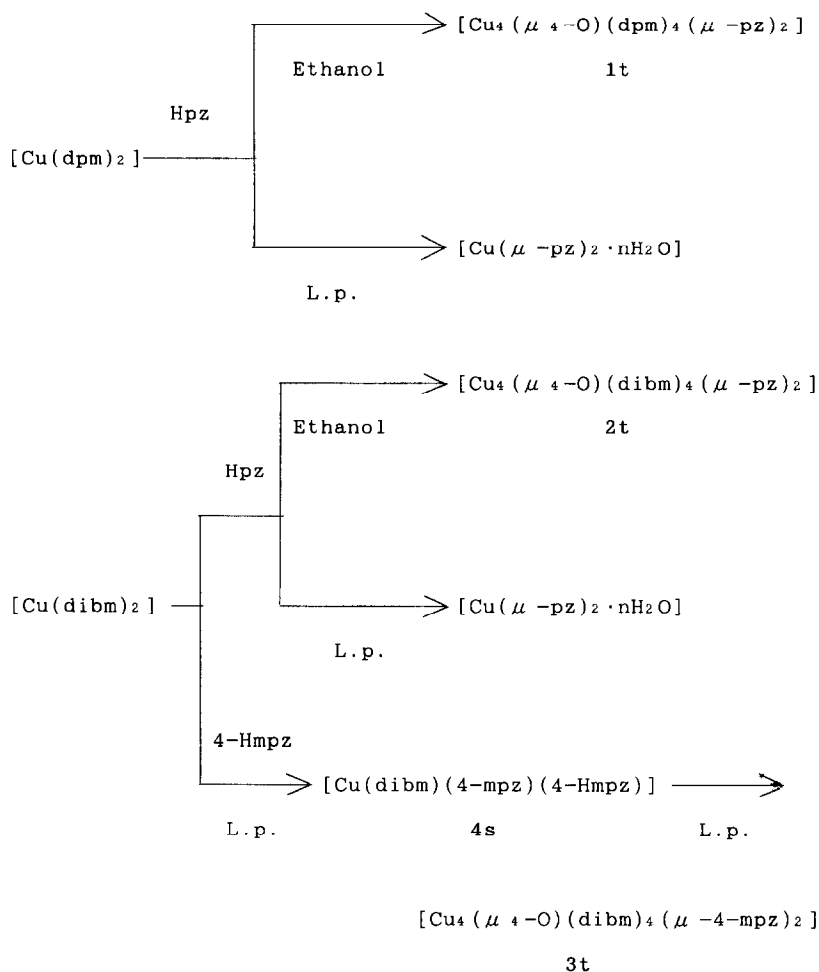 [Cu₄(μ₄-O)(dpm)₄(μ-pz)₂]
Ethanol 1t
Hpz
[Cu(dpm)₂]
[Cu(μ-pz)₂·nH₂O]
L.p.
[Cu₄(μ₄-O)(dibm)₄(μ-pz)₂]
Ethanol 2t
Hpz
[Cu(dibm)₂]
[Cu(μ-pz)₂·nH₂O]
L.p.
4-Hmpz
[Cu(dibm)(4-mpz)(4-Hmpz)]
L.p. 4s L.p.
[Cu₄(μ₄-O)(dibm)₄(μ-4-mpz)₂]
3t